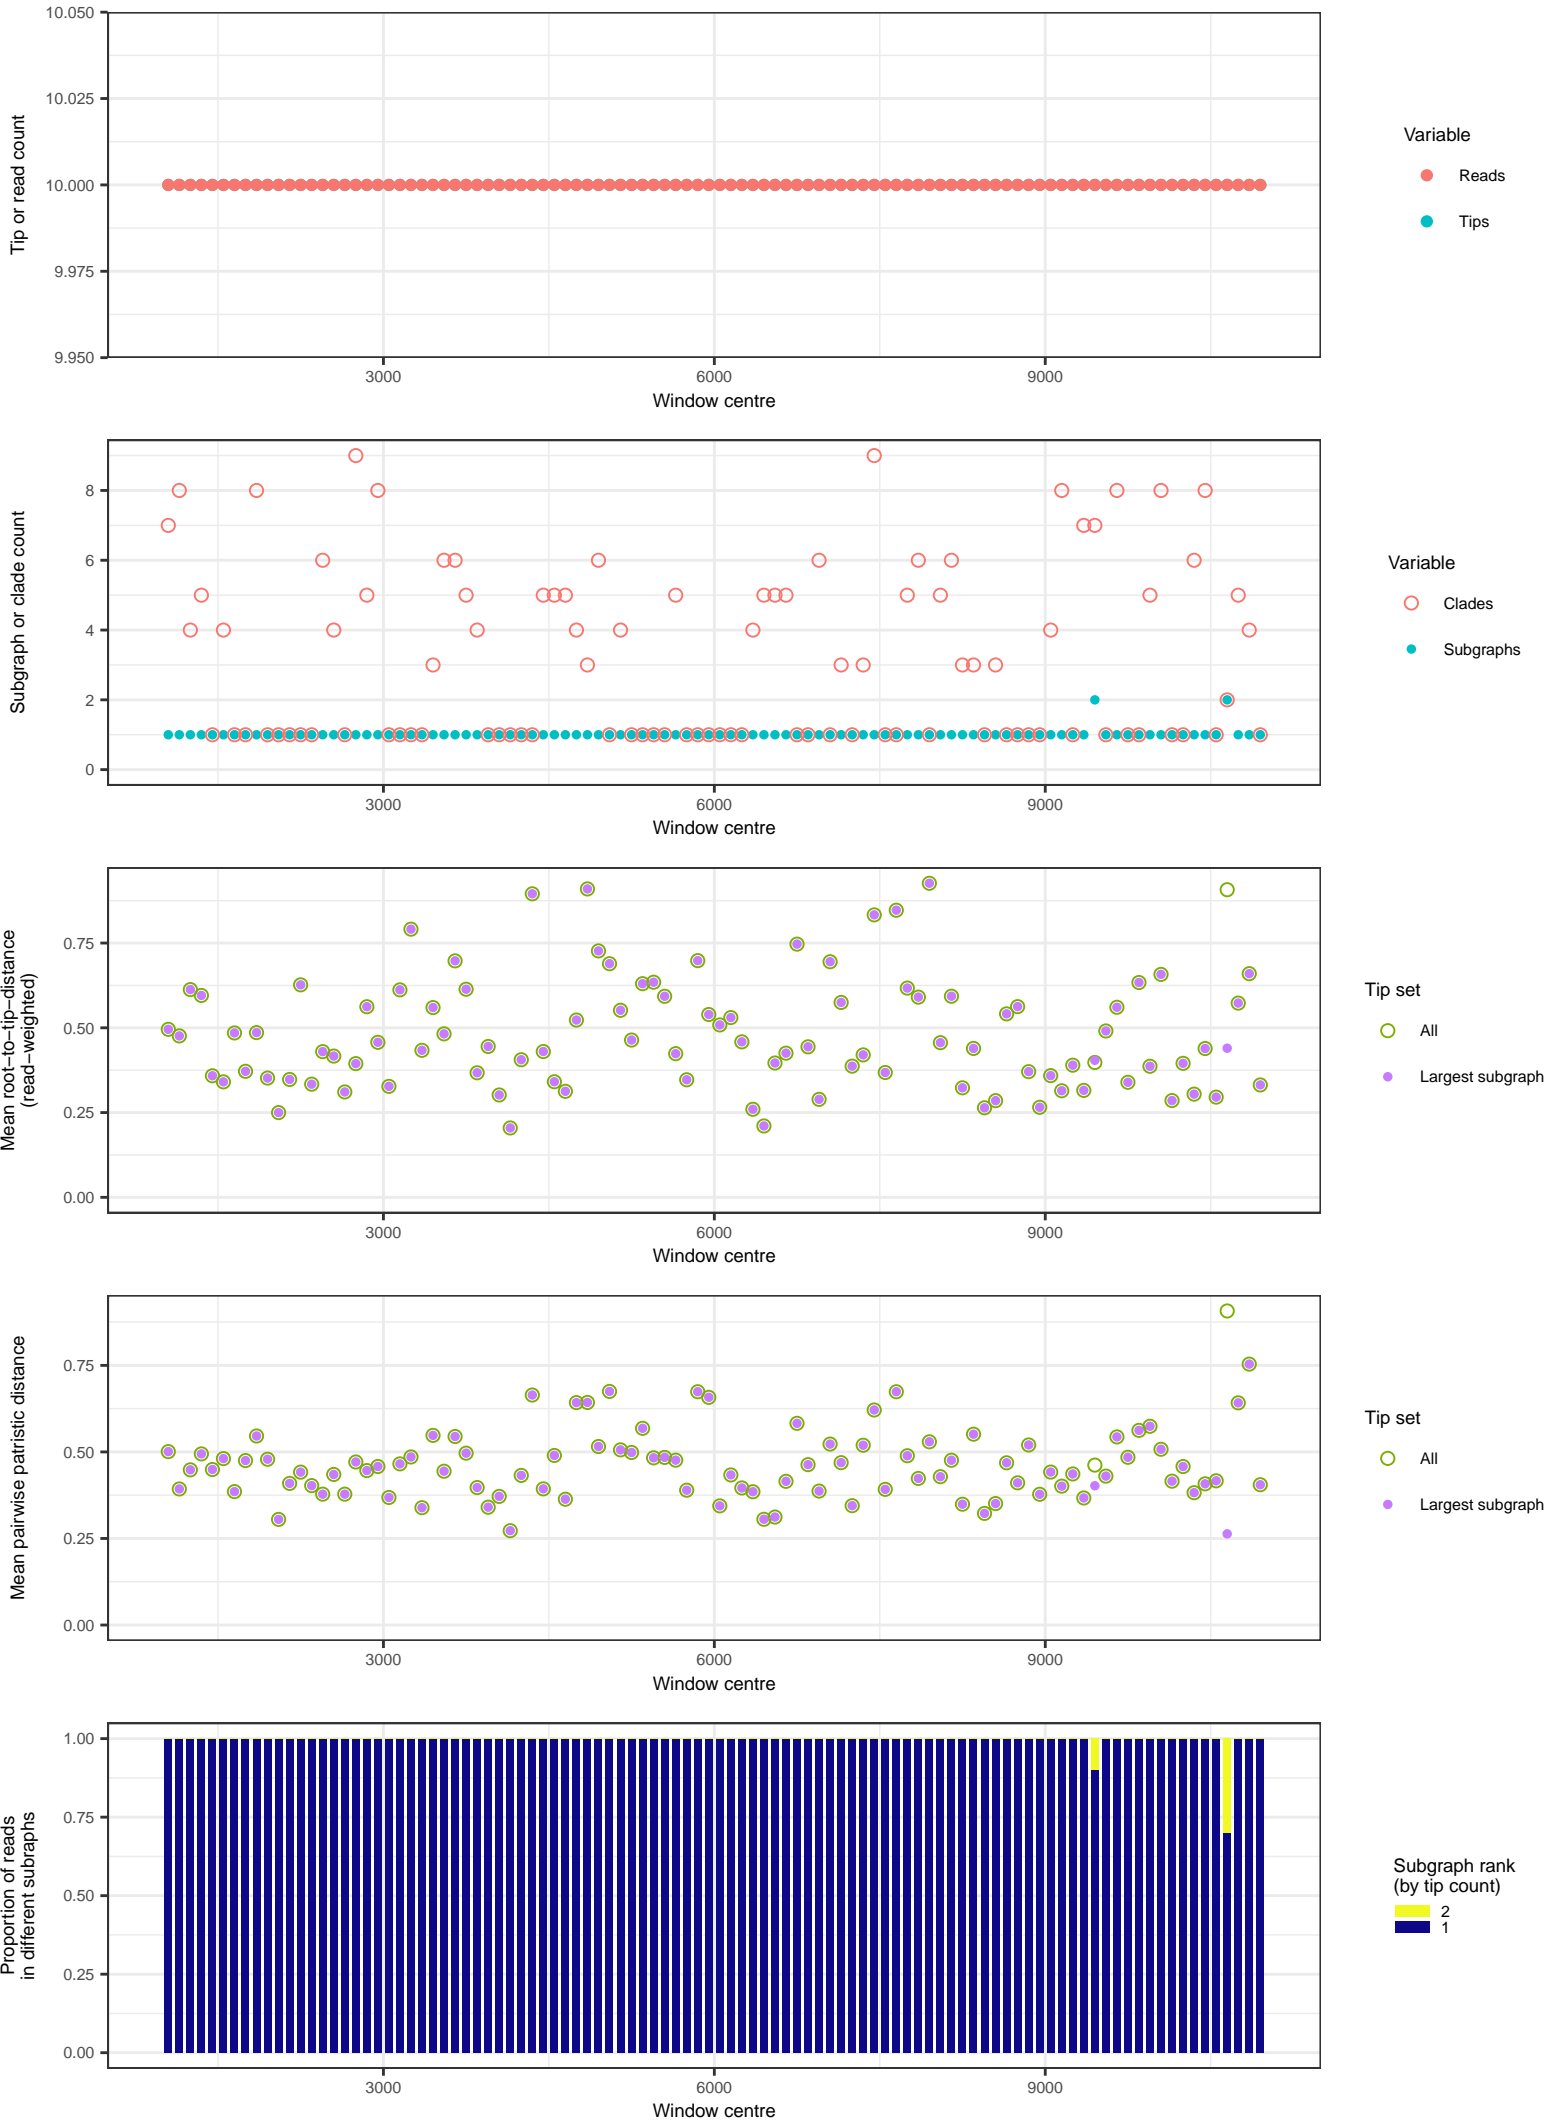 10.050
10.025
10.000
9.975
9.950
Tip or read count
3000 6000 9000
Window centre
Variable
Reads
Tips
8
6
4
2
0
Subgraph or clade count
3000 6000 9000
Window centre
Variable
Clades
Subgraphs
0.75
0.50
0.25
0.00
Mean root−to−tip−distance
(read−weighted)
3000 6000 9000
Window centre
Tip set
All
Largest subgraph
0.75
0.50
0.25
0.00
Mean pairwise patristic distance
3000 6000 9000
Window centre
Tip set
All
Largest subgraph
1.00
0.75
0.50
0.25
0.00
Proportion of reads
in different subraphs
3000 6000 9000
Window centre
Subgraph rank
(by tip count)
2
1